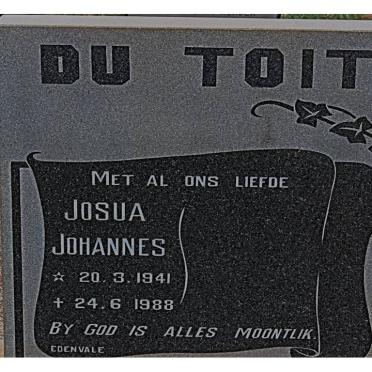 DU TOIT
MET AL ONS LIEFDE
JOSUA
JOHANNES
☆ 20.3.1941
+ 24.6 1988
BY GOD IS ALLES MOONTLIK.
EDENVALE